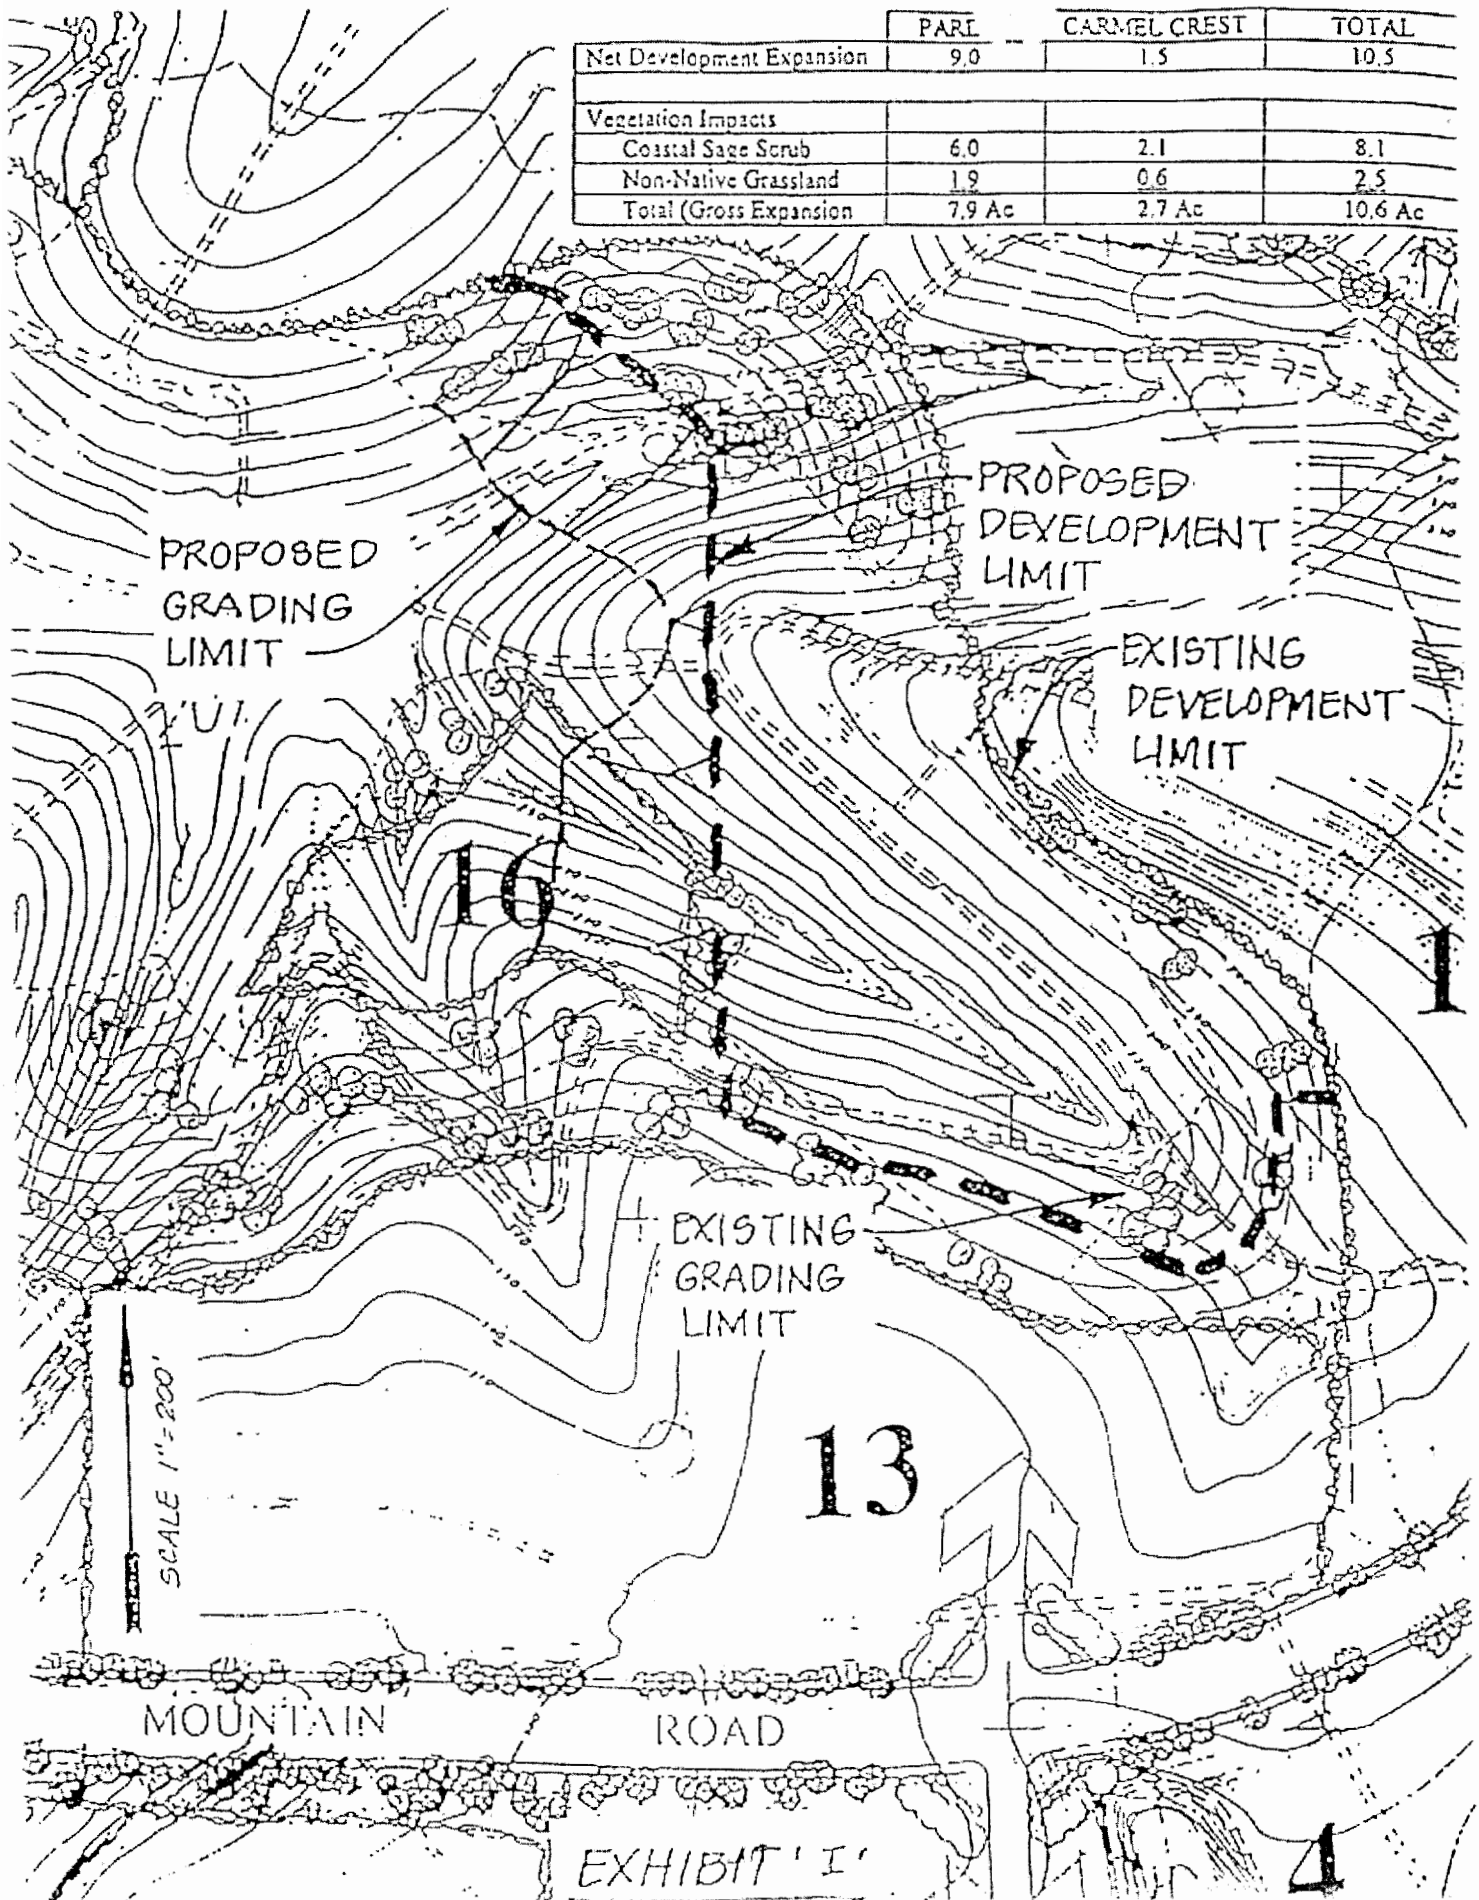 PARE CARMEL CREST TOTAL
Net Development Expansion 9.0 1.5 10.5
Vegetation Impacts
Coastal Sage Scrub 6.0 2.1 8.1
Non-Native Grassland 1.9 0.6 2.5
Total (Gross Expansion 7.9 Ac 2.7 Ac 10.6 Ac
PROPOSED
DEVELOPMENT
LIMIT
PROPOSED
GRADING
LIMIT
EXISTING
DEVELOPMENT
LIMIT
16
1
EXISTING
GRADING
LIMIT
SCALE 1"=200'
13
MOUNTAIN ROAD
4
EXHIBIT 'I'